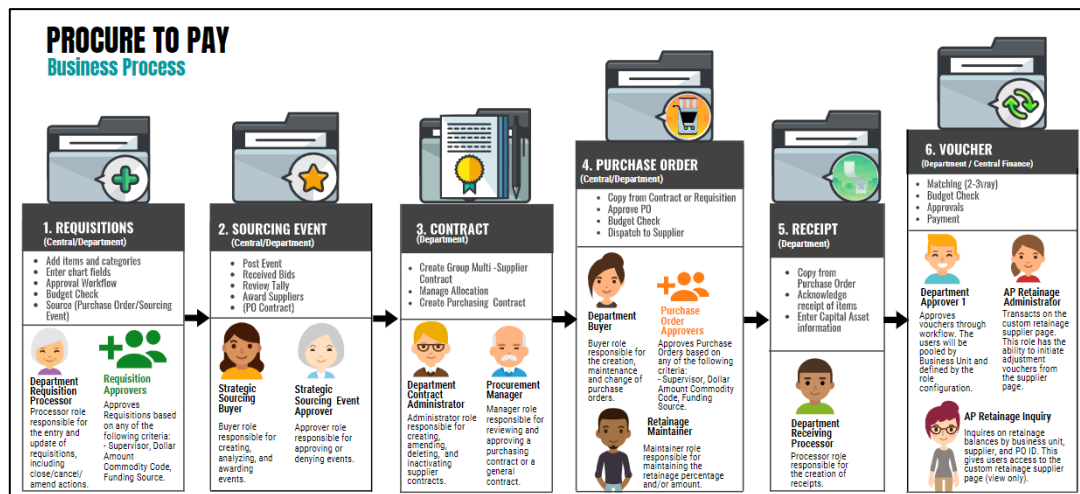 PROCURE TO PAY
Business Process
1. REQUISITIONS
(Central/Department)
• Add items and categories
• Enter chart fields
• Approval Workflow
• Budget Check
• Source (Purchase Order/Sourcing
Event)
Department
Requisition
Processor
Processor role
responsible for
the entry and
update of
requisitions,
including
close/cancel/
amend actions.
Requisition
Approvers
Approves
Requisitions based
on any of the
following criteria:
- Supervisor, Dollar
Amount
Commodity Code,
Funding Source.
2. SOURCING EVENT
(Central/Department)
• Post Event
• Received Bids
• Review Tally
• Award Suppliers
(PO Contract)
Strategic
Sourcing
Buyer
Buyer role
responsible for
creating,
analyzing, and
awarding
events.
Strategic
Sourcing Event
Approver
Approver role
responsible for
approving or
denying events.
3. CONTRACT
(Department)
• Create Group Multi -Supplier
Contract
• Manage Allocation
• Create Purchasing Contract
Department
Contract
Administrator
Administrator role
responsible for
creating,
amending,
deleting, and
inactivating
supplier
contracts.
Procurement
Manager
Manager role
responsible for
reviewing and
approving a
purchasing
contract or a
general
contract.
4. PURCHASE ORDER
(Central/Department)
• Copy from Contract or Requisition
• Approve PO
• Budget Check
• Dispatch to Supplier
Department
Buyer
Buyer role
responsible for
the creation,
maintenance
and change of
purchase
orders.
Purchase
Order
Approvers
Approves Purchase
Orders based on
any of the following
criteria:
- Supervisor, Dollar
Amount Commodity
Code, Funding
Source.
Retainage
Maintainer
Maintainer role
responsible for
maintaining the
retainage percentage
and/or amount.
5. RECEIPT
(Department)
• Copy from
Purchase Order
• Acknowledge
receipt of items
• Enter Capital Asset
information
Department
Receiving
Processor
Processor role
responsible for
the creation of
receipts.
6. VOUCHER
(Department / Central Finance)
• Matching (2-3way)
• Budget Check
• Approvals
• Payment
Department
Approver 1
Approves
vouchers through
workflow. The
users will be
pooled by
Business Unit and
defined by the
role
configuration.
AP Retainage
Administrator
Transacts on the
custom retainage
supplier page.
This role has the
ability to initiate
adjustment
vouchers from
the supplier
page.
AP Retainage Inquiry
Inquires on retainage
balances by business unit,
supplier, and PO ID. This
gives users access to the
custom retainage supplier
page (view only).